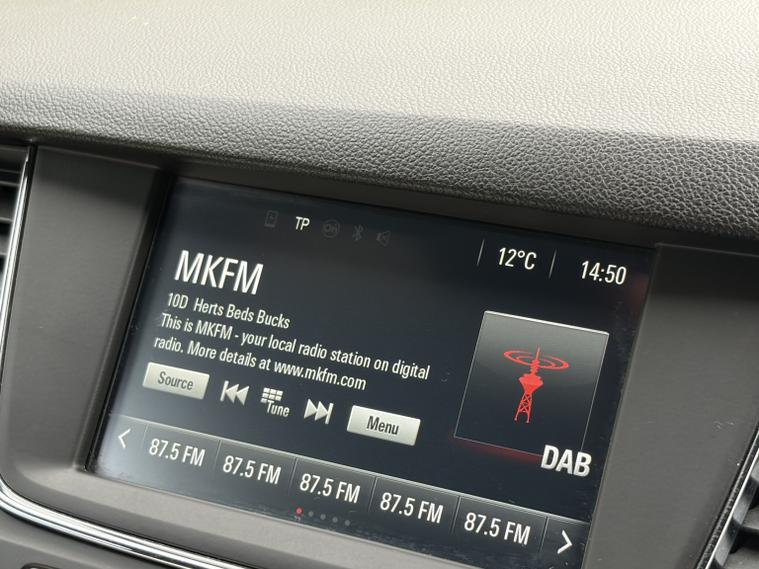 TP
12°C
14:50
MKFM
10D Herts Beds Bucks
This is MKFM - your local radio station on digital
radio. More details at www.mkfm.com
Source
Tune
Menu
DAB
87.5 FM
87.5 FM
87.5 FM
87.5 FM
87.5 FM